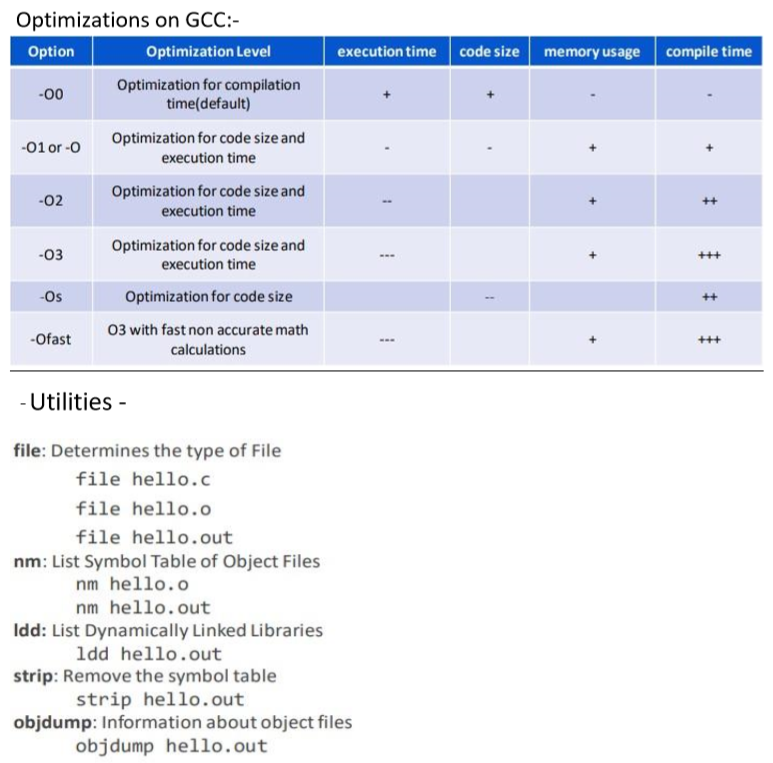 Optimizations on GCC:-
Option Optimization Level execution time code size memory usage compile time
-O0 Optimization for compilation time(default) + + - -
-O1 or -O Optimization for code size and execution time - - + +
-O2 Optimization for code size and execution time -- + ++
-O3 Optimization for code size and execution time --- + +++
-Os Optimization for code size -- ++
-Ofast O3 with fast non accurate math calculations --- + +++
- Utilities -
file: Determines the type of File
file hello.c
file hello.o
file hello.out
nm: List Symbol Table of Object Files
nm hello.o
nm hello.out
ldd: List Dynamically Linked Libraries
ldd hello.out
strip: Remove the symbol table
strip hello.out
objdump: Information about object files
objdump hello.out